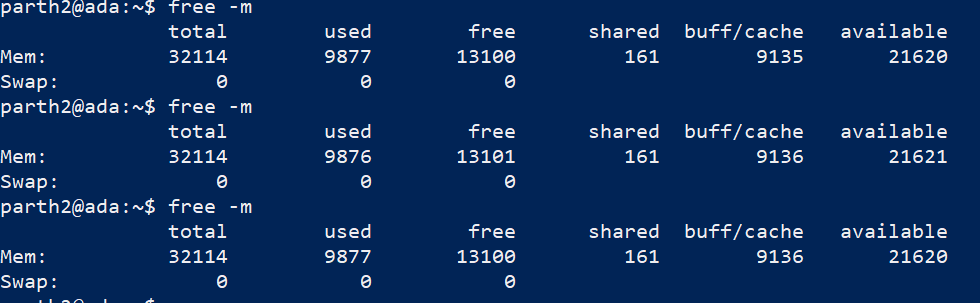 parth2@ada:~$ free -m
total used free shared buff/cache available
Mem: 32114 9877 13100 161 9135 21620
Swap: 0 0 0
parth2@ada:~$ free -m
total used free shared buff/cache available
Mem: 32114 9876 13101 161 9136 21621
Swap: 0 0 0
parth2@ada:~$ free -m
total used free shared buff/cache available
Mem: 32114 9877 13100 161 9136 21620
Swap: 0 0 0